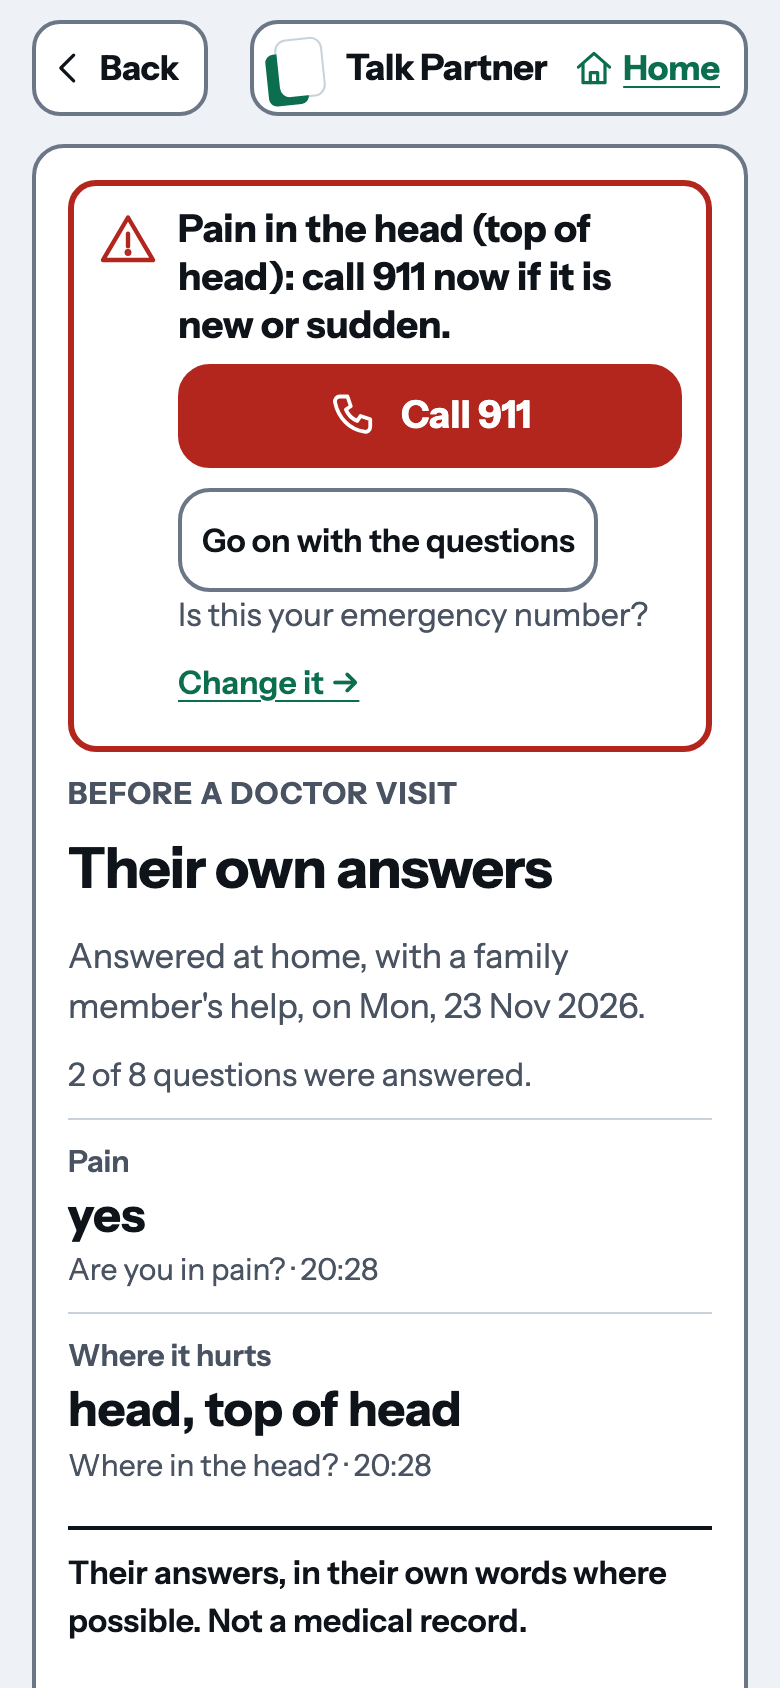 Back
Talk Partner
Home
Pain in the head (top of
head): call 911 now if it is
new or sudden.
Call 911
Go on with the questions
Is this your emergency number?
Change it →
BEFORE A DOCTOR VISIT
Their own answers
Answered at home, with a family
member's help, on Mon, 23 Nov 2026.
2 of 8 questions were answered.
Pain
yes
Are you in pain? · 20:28
Where it hurts
head, top of head
Where in the head? · 20:28
Their answers, in their own words where
possible. Not a medical record.